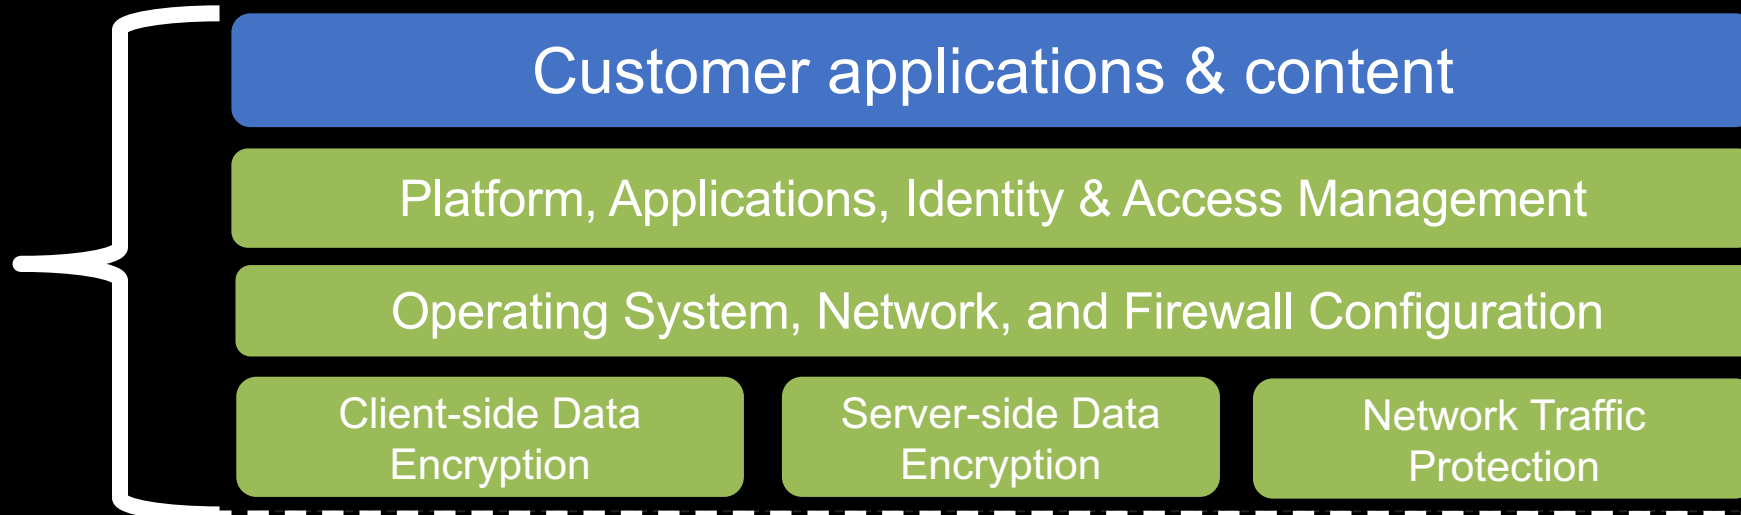 Customer applications & content
Platform, Applications, Identity & Access Management
Operating System, Network, and Firewall Configuration
Client-side Data
Encryption
Server-side Data
Encryption
Network Traffic
Protection